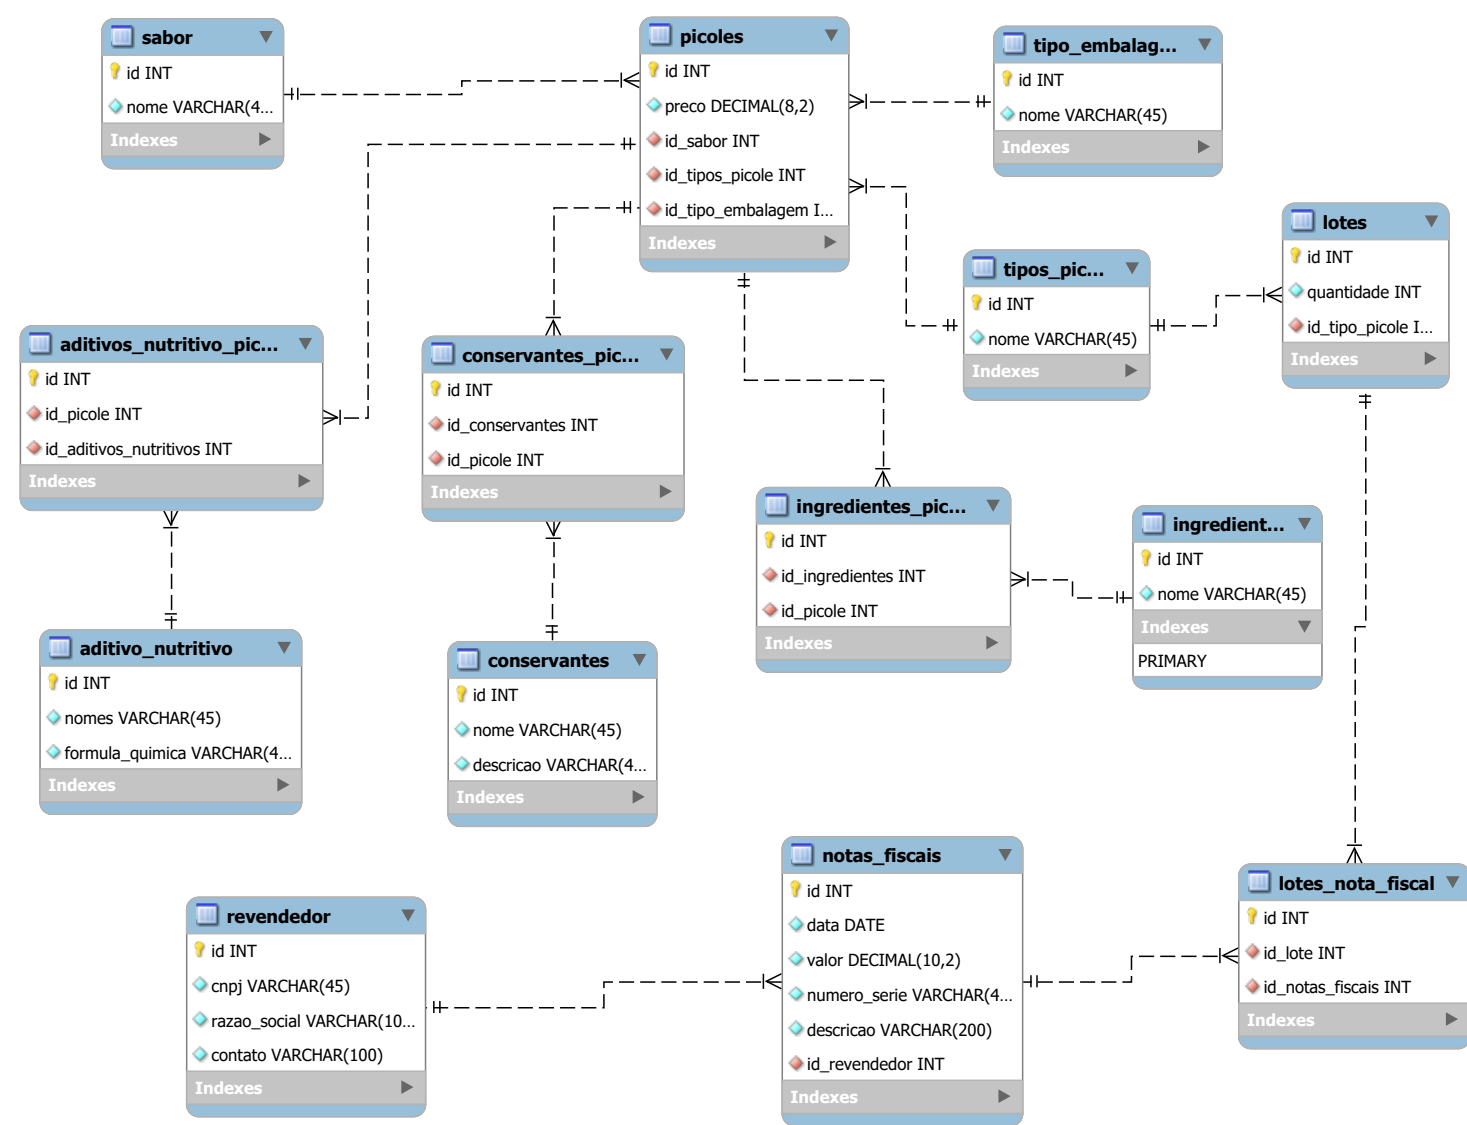 sabor
id INT
nome VARCHAR(4...
Indexes
picoles
id INT
preco DECIMAL(8,2)
id_sabor INT
id_tipos_picole INT
id_tipo_embalagem I...
Indexes
tipo_embalag...
id INT
nome VARCHAR(45)
Indexes
tipos_pic...
id INT
nome VARCHAR(45)
Indexes
lotes
id INT
quantidade INT
id_tipo_picole I...
Indexes
aditivos_nutritivo_pic...
id INT
id_picole INT
id_aditivos_nutritivos INT
Indexes
conservantes_pic...
id INT
id_conservantes INT
id_picole INT
Indexes
ingredientes_pic...
id INT
id_ingredientes INT
id_picole INT
Indexes
ingredient...
id INT
nome VARCHAR(45)
Indexes
PRIMARY
aditivo_nutritivo
id INT
nomes VARCHAR(45)
formula_quimica VARCHAR(4...
Indexes
conservantes
id INT
nome VARCHAR(45)
descricao VARCHAR(4...
Indexes
revendedor
id INT
cnpj VARCHAR(45)
razao_social VARCHAR(10...
contato VARCHAR(100)
Indexes
notas_fiscais
id INT
data DATE
valor DECIMAL(10,2)
numero_serie VARCHAR(4...
descricao VARCHAR(200)
id_revendedor INT
Indexes
lotes_nota_fiscal
id INT
id_lote INT
id_notas_fiscais INT
Indexes